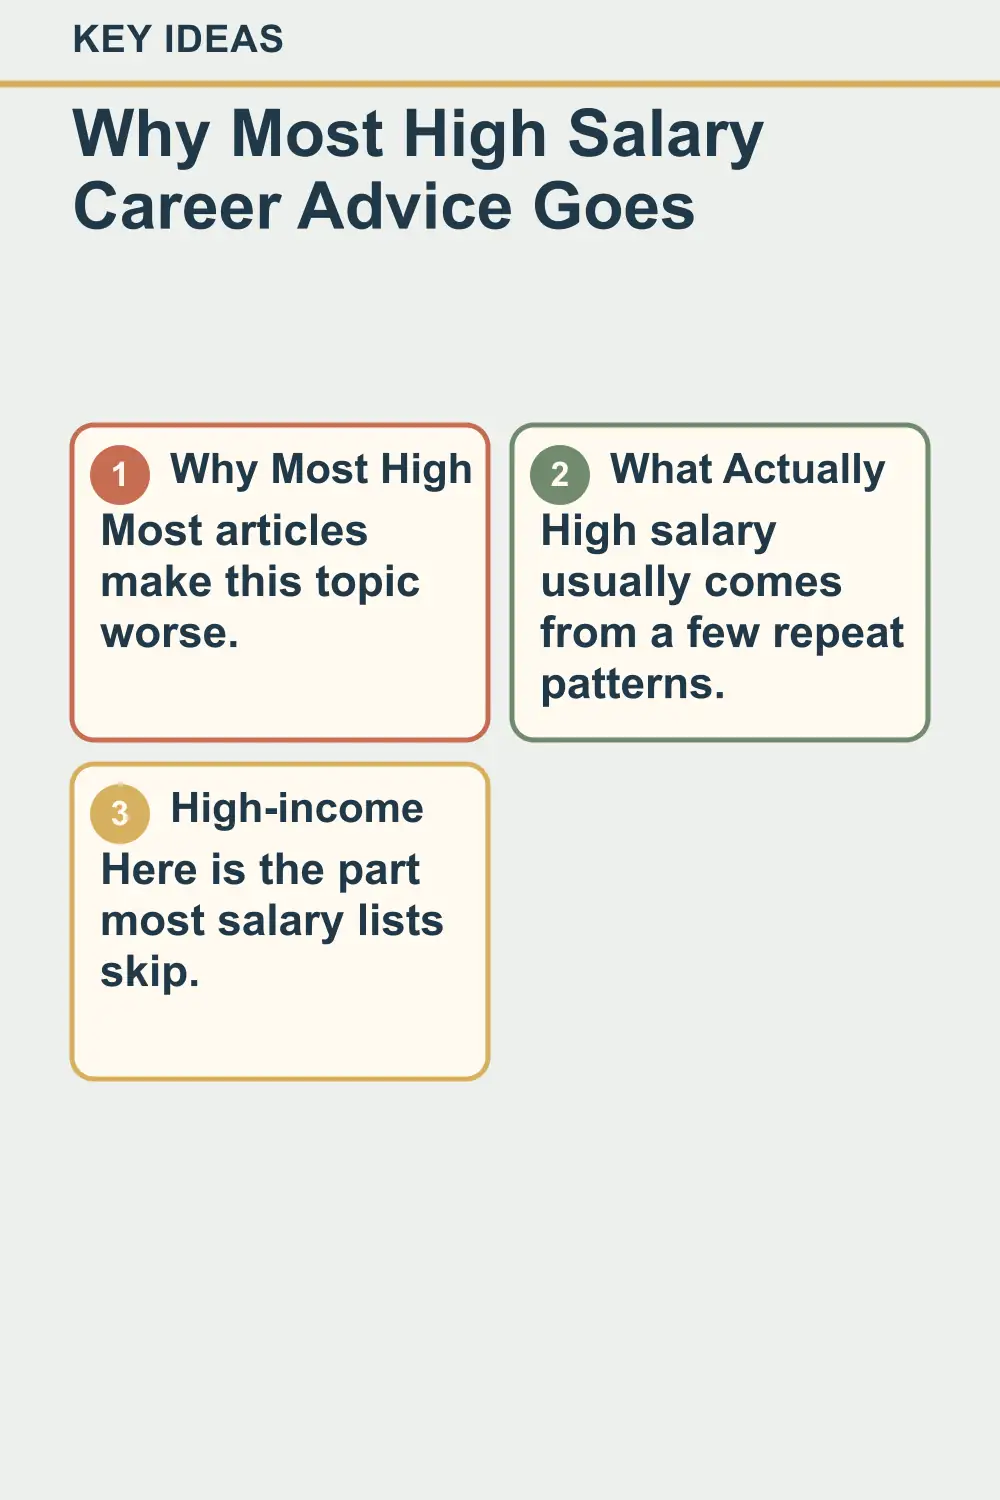 KEY IDEAS
Why Most High Salary
Career Advice Goes
1 Why Most High
Most articles
make this topic
worse.
2 What Actually
High salary
usually comes
from a few repeat
patterns.
3 High-income
Here is the part
most salary lists
skip.